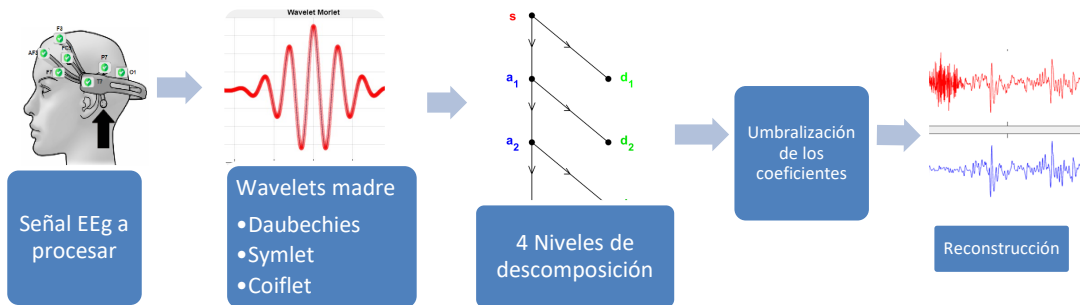 F3
AF3
FC5
F7
P7
T7
O1
Señal EEg a
procesar
Wavelet Morlet
Wavelets madre
•Daubechies
•Symlet
•Coiflet
s
a1
d1
a2
d2
4 Niveles de
descomposición
Umbralización
de los
coeficientes
Reconstrucción